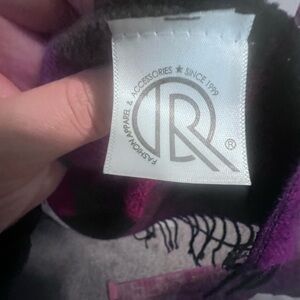 FASHION APPAREL & ACCESSORIES ★ SINCE 1999
R
®